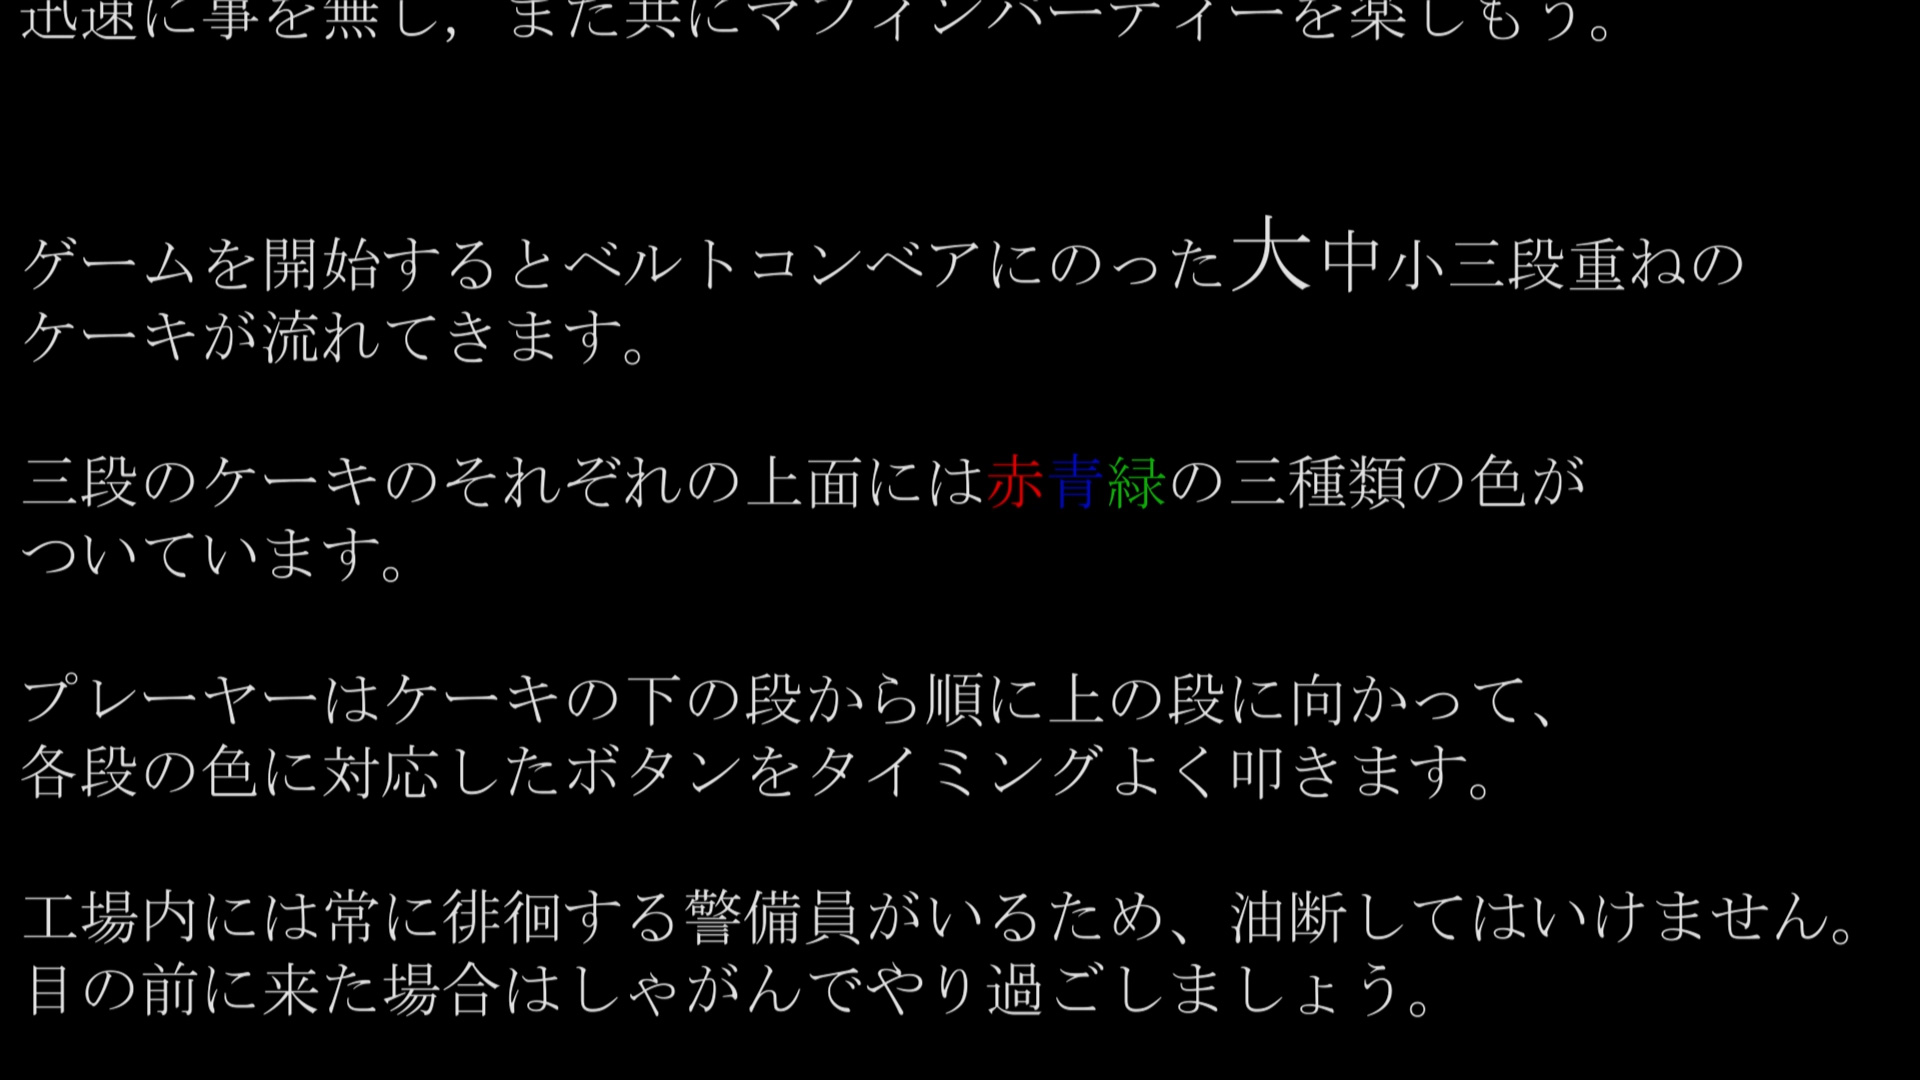 迅速に事を無し，また共にマフィンパーティーを楽しもう。
ゲームを開始するとベルトコンベアにのった大中小三段重ねの
ケーキが流れてきます。
三段のケーキのそれぞれの上面には赤青緑の三種類の色が
ついています。
プレーヤーはケーキの下の段から順に上の段に向かって、
各段の色に対応したボタンをタイミングよく叩きます。
工場内には常に徘徊する警備員がいるため、油断してはいけません。
目の前に来た場合はしゃがんでやり過ごしましょう。